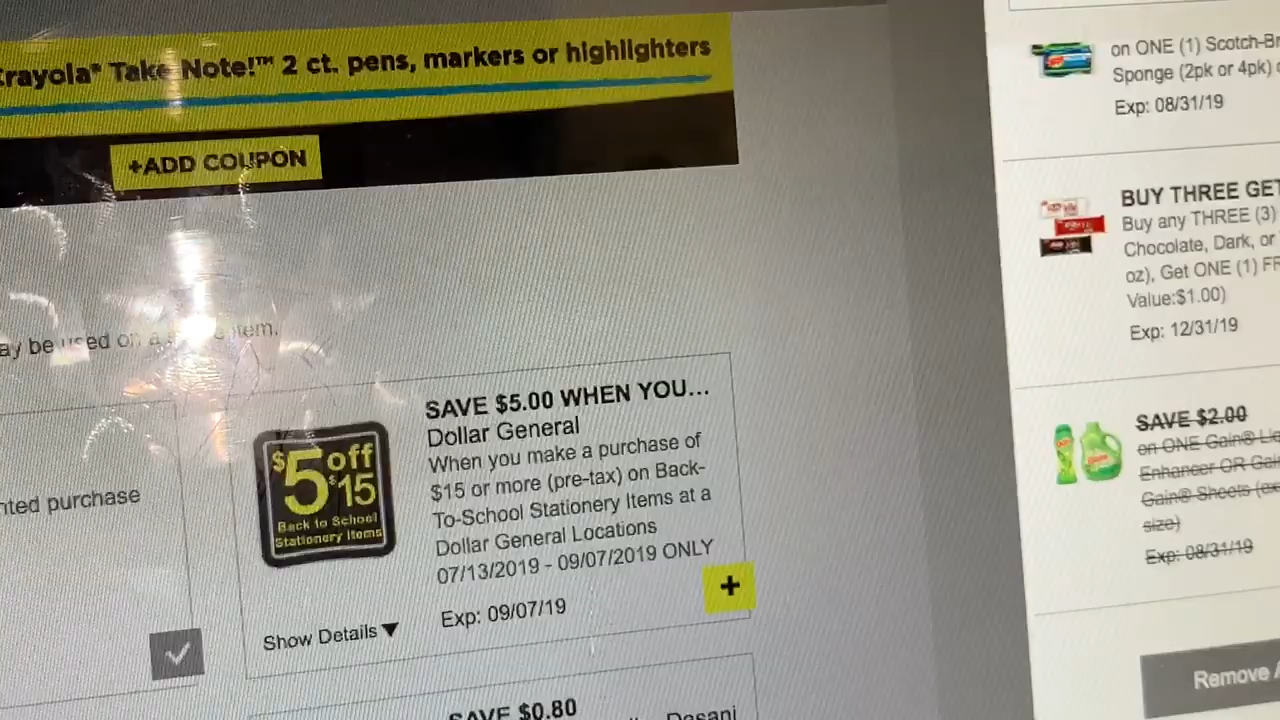 Crayola® Take Note!™ 2 ct. pens, markers or highlighters
+ADD COUPON
ay be used on a item.
nted purchase
$5 off $15
Back to School
Stationery Items
SAVE $5.00 WHEN YOU...
Dollar General
When you make a purchase of
$15 or more (pre-tax) on Back-
To-School Stationery Items at a
Dollar General Locations
07/13/2019 - 09/07/2019 ONLY
Exp: 09/07/19
+
Show Details ▼
SAVE $0.80
Dasani
on ONE (1) Scotch-Br
Sponge (2pk or 4pk) o
Exp: 08/31/19
BUY THREE GET
Buy any THREE (3)
Chocolate, Dark, or
oz), Get ONE (1) FR
Value:$1.00)
Exp: 12/31/19
SAVE $2.00
on ONE Gain® Li
Enhancer OR Gai
Gain® Sheets (ex
size)
Exp: 08/31/19
Remove A